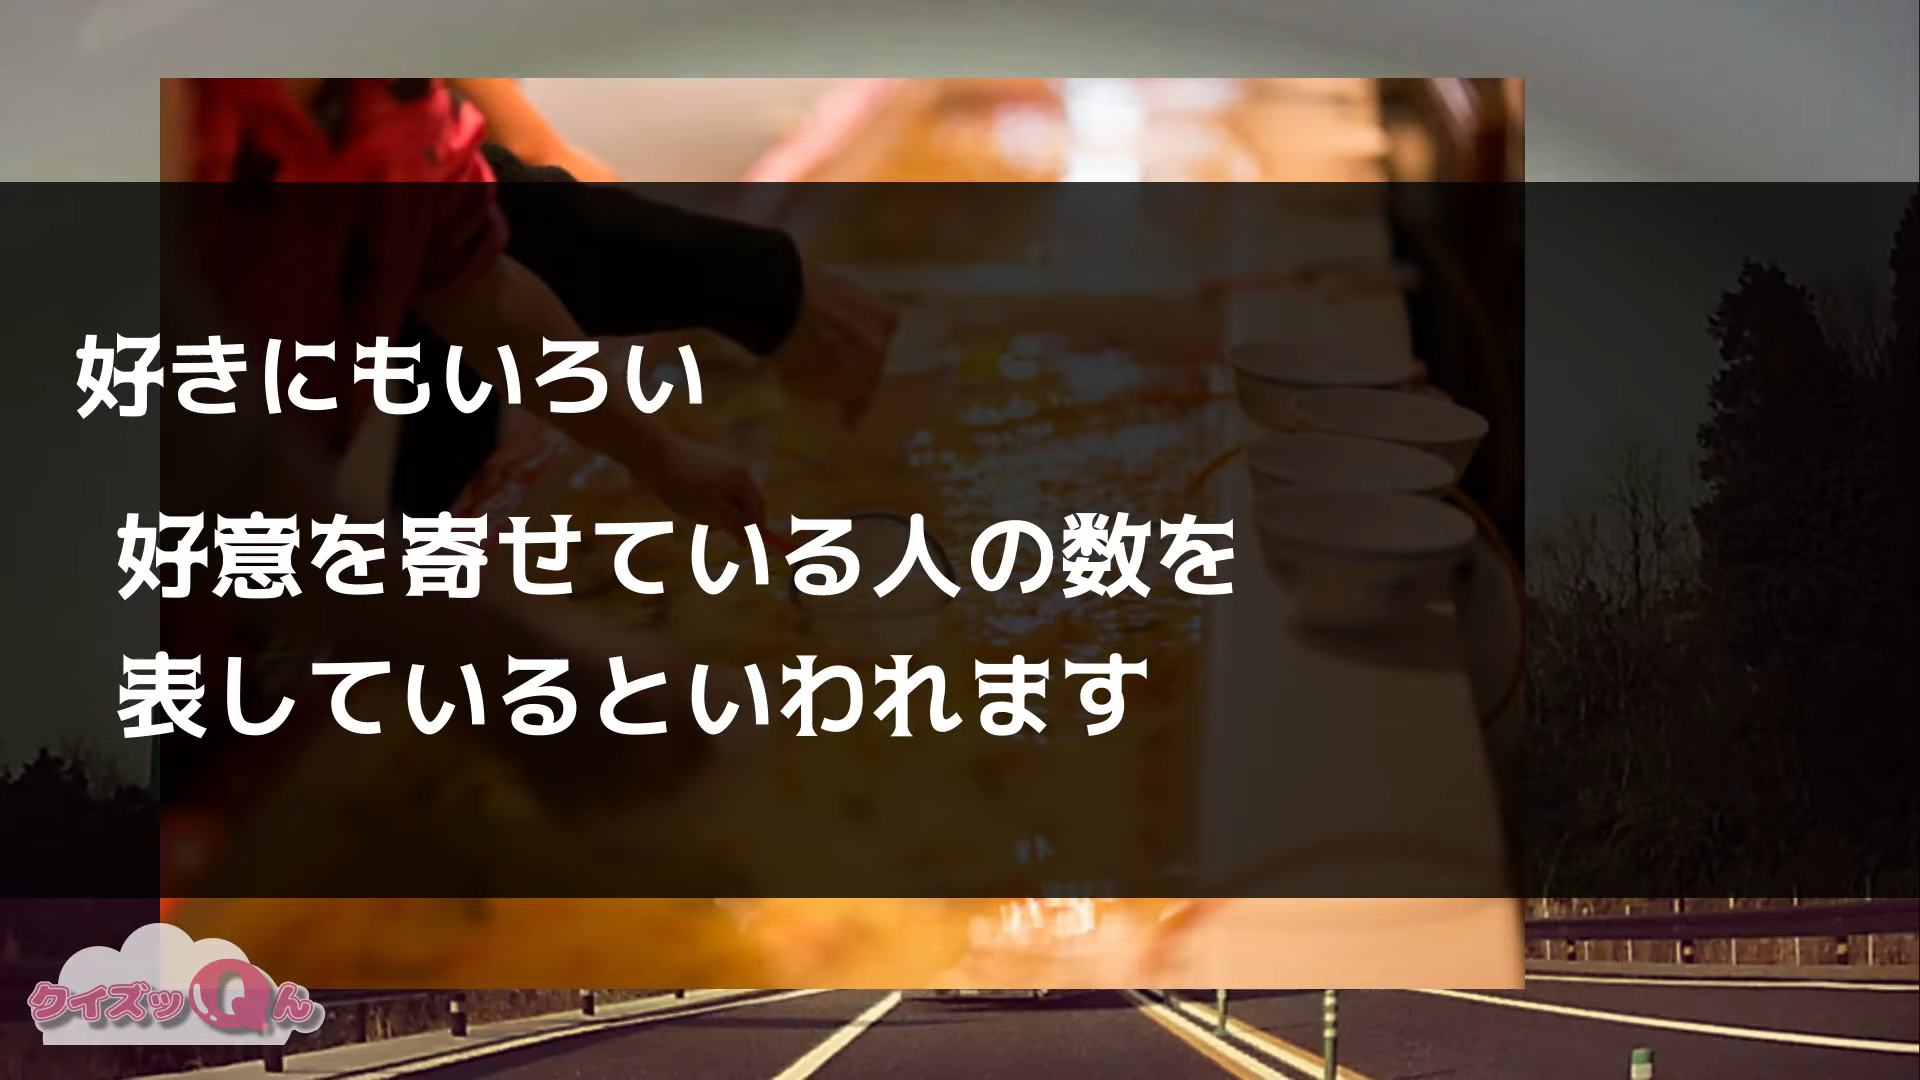 好きにもいろい
好意を寄せている人の数を
表しているといわれます
クイズッQん